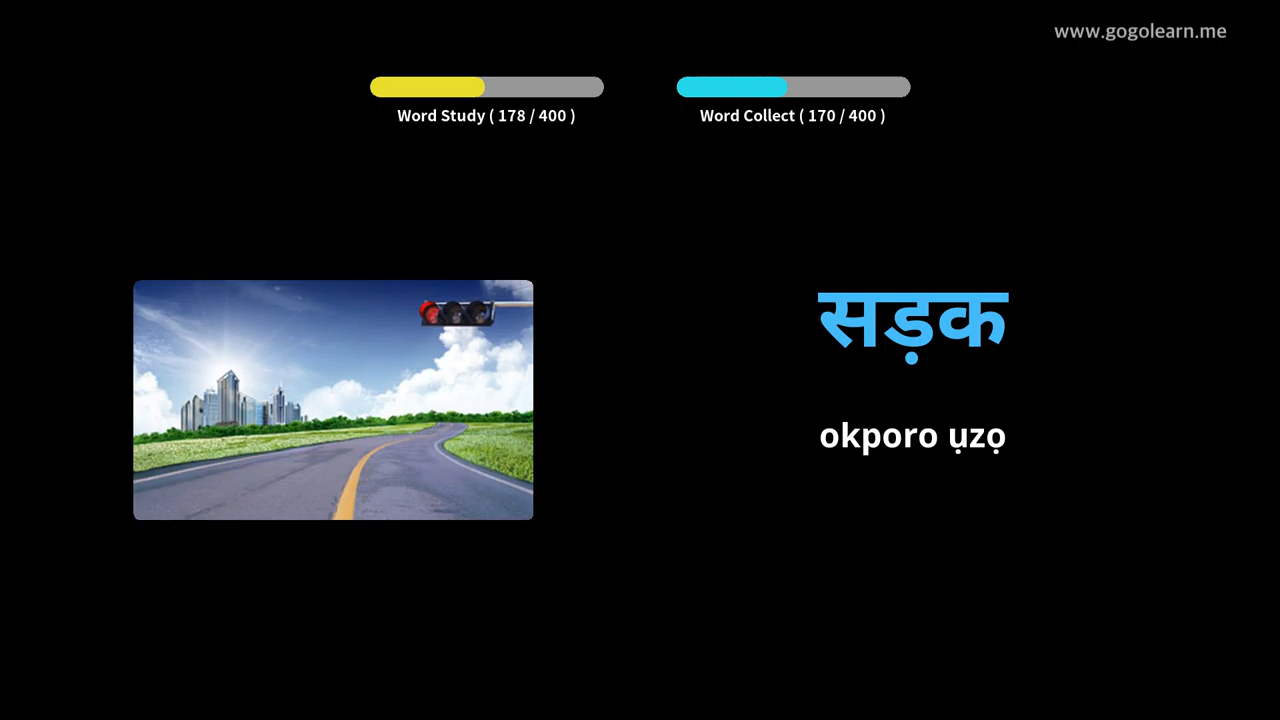 www.gogolearn.me
Word Study ( 178 / 400 )
Word Collect ( 170 / 400 )
सड़क
okporo ụzọ